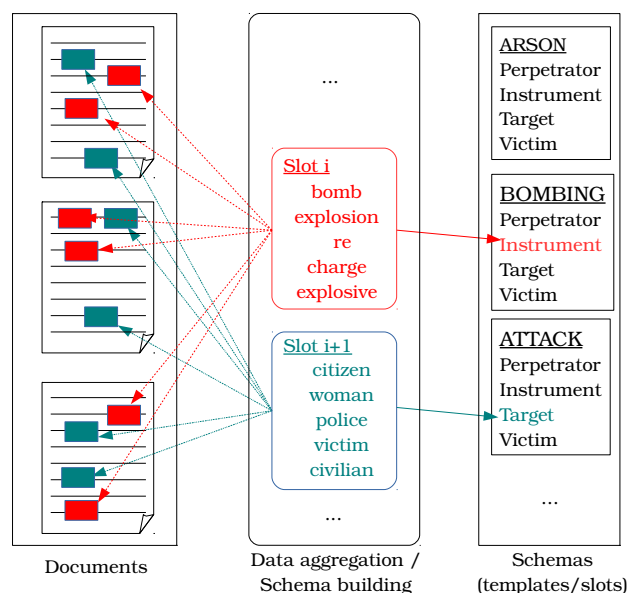 ...
Slot i
bomb
explosion
re
charge
explosive
Slot i+1
citizen
woman
police
victim
civilian
...
ARSON
Perpetrator
Instrument
Target
Victim
BOMBING
Perpetrator
Instrument
Target
Victim
ATTACK
Perpetrator
Instrument
Target
Victim
...
Documents
Data aggregation /
Schema building
Schemas
(templates/slots)